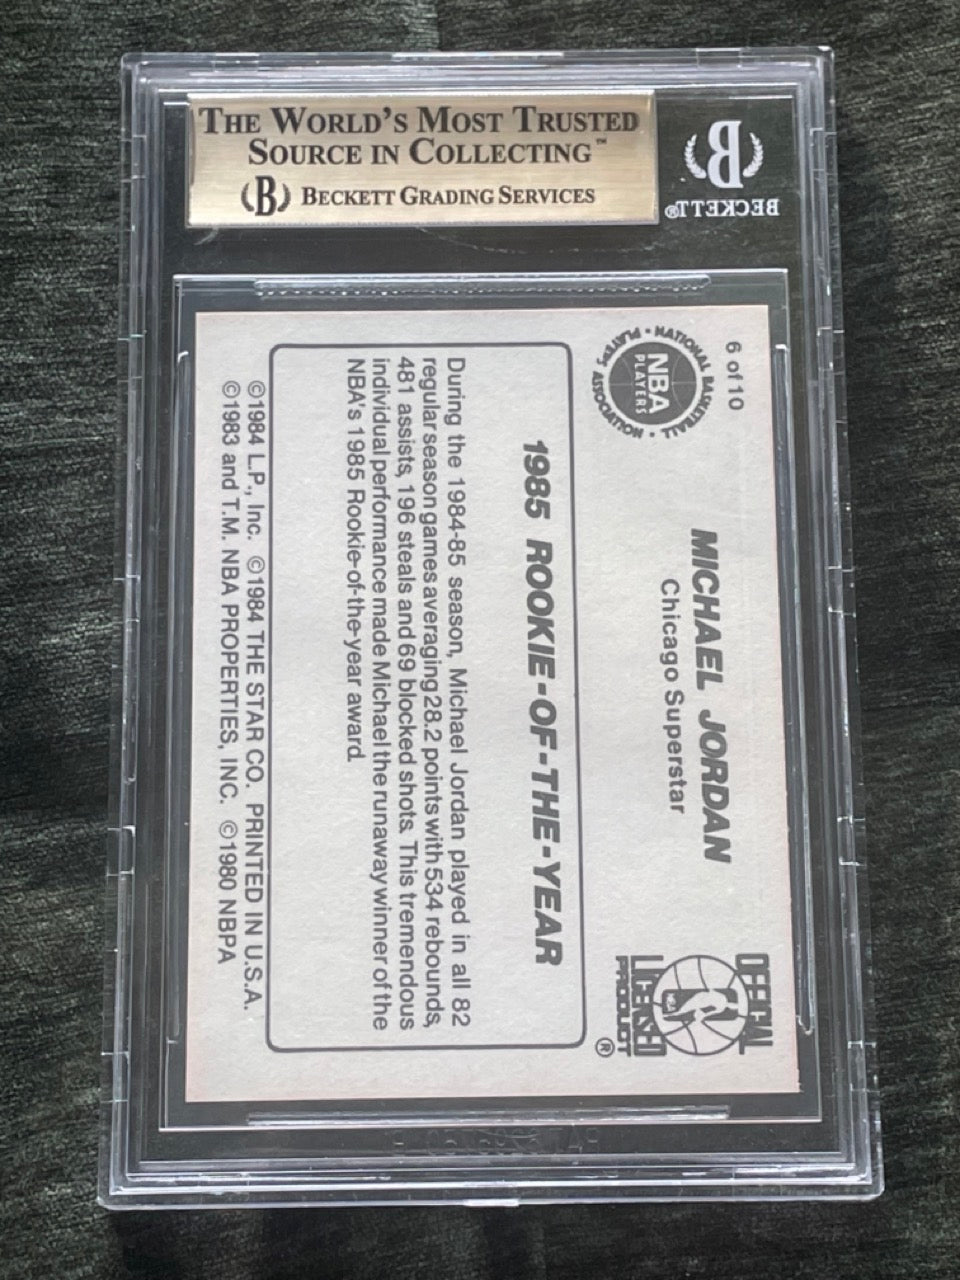 THE WORLD'S MOST TRUSTED
SOURCE IN COLLECTING™
B BECKETT GRADING SERVICES
B
BECKETT®
6 of 10
NATIONAL BASKETBALL
PLAYERS ASSOCIATION
NBA
PLAYERS
MICHAEL JORDAN
Chicago Superstar
OFFICIAL
NBA
LICENSED
PRODUCT
®
1985 ROOKIE-OF-THE-YEAR
During the 1984-85 season, Michael Jordan played in all 82
regular season games averaging 28.2 points with 534 rebounds,
481 assists, 196 steals and 69 blocked shots. This tremendous
individual performance made Michael the runaway winner of the
NBA's 1985 Rookie-of-the-year award.
©1984 L.P., Inc. ©1984 THE STAR CO. PRINTED IN U.S.A.
©1983 and T.M. NBA PROPERTIES, INC. ©1980 NBPA